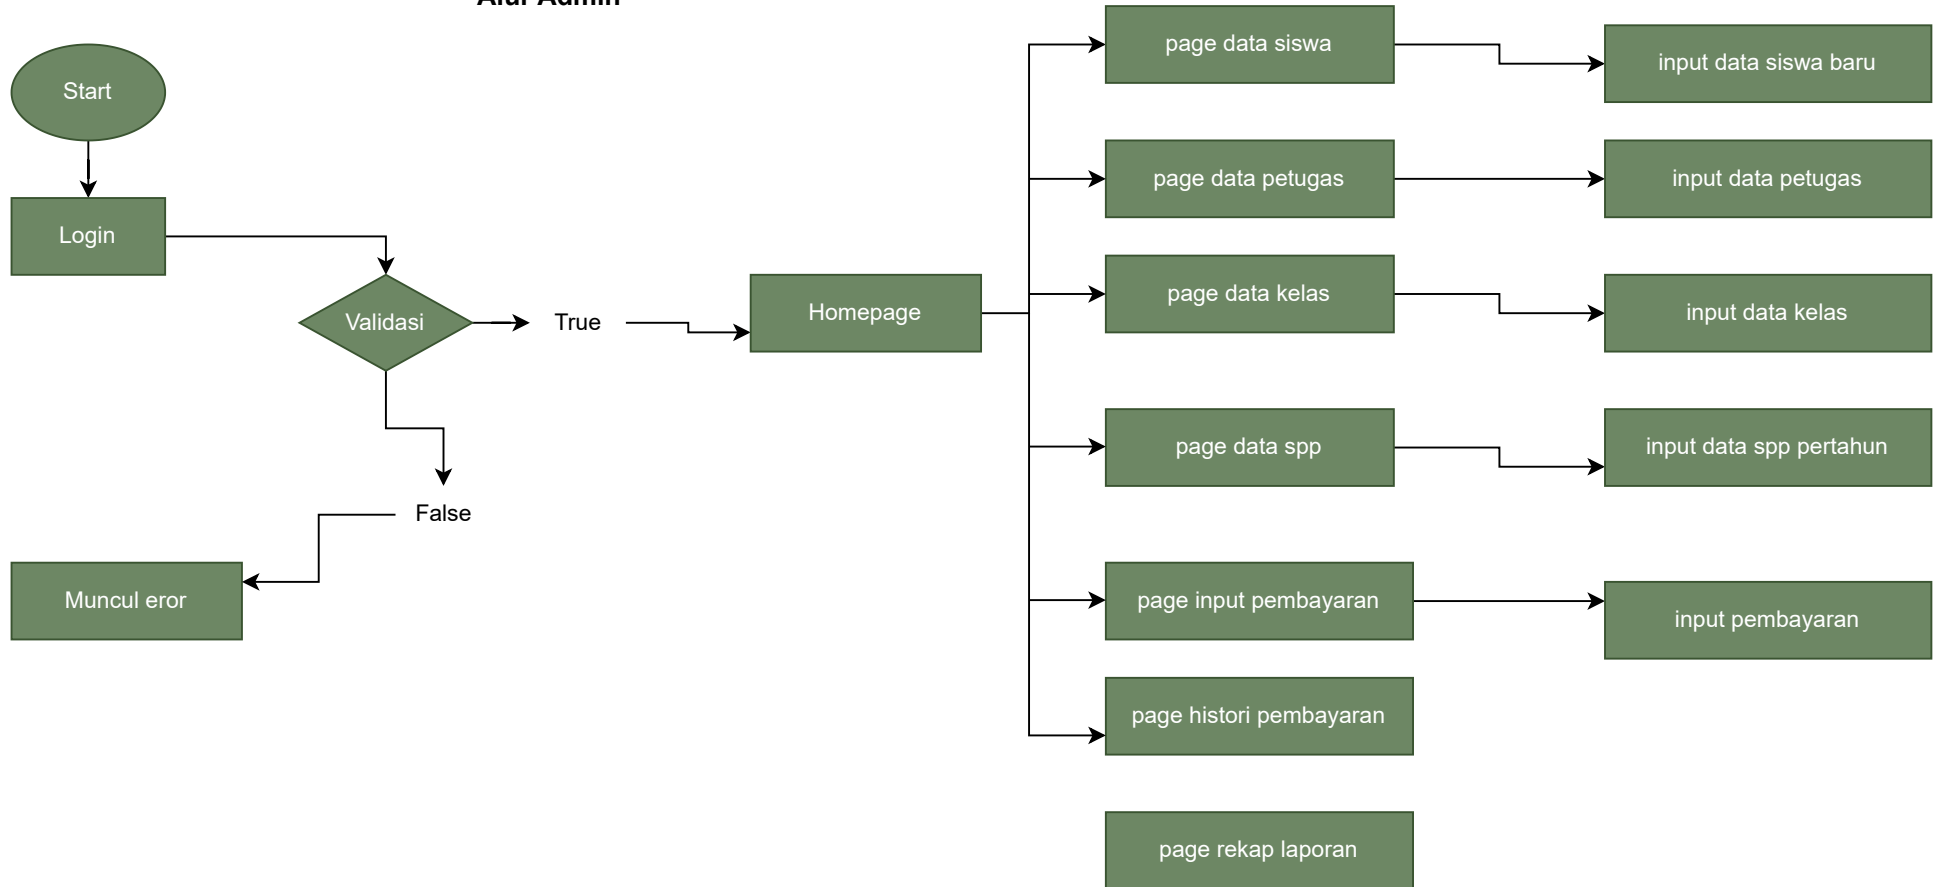 Alur Admin
Start
Login
Validasi
True
False
Muncul eror
Homepage
page data siswa
input data siswa baru
page data petugas
input data petugas
page data kelas
input data kelas
page data spp
input data spp pertahun
page input pembayaran
input pembayaran
page histori pembayaran
page rekap laporan